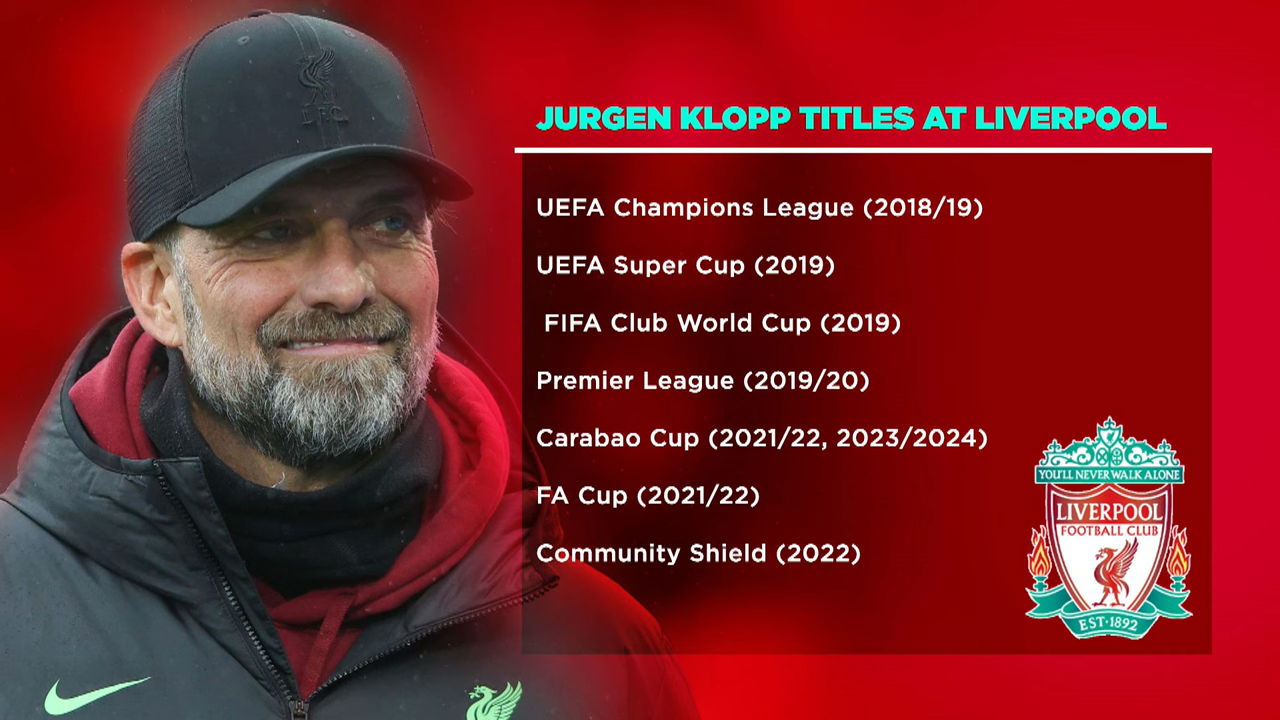 JURGEN KLOPP TITLES AT LIVERPOOL
UEFA Champions League (2018/19)
UEFA Super Cup (2019)
FIFA Club World Cup (2019)
Premier League (2019/20)
Carabao Cup (2021/22, 2023/2024)
FA Cup (2021/22)
Community Shield (2022)
YOU'LL NEVER WALK ALONE
LIVERPOOL
FOOTBALL CLUB
EST·1892
L.F.C.